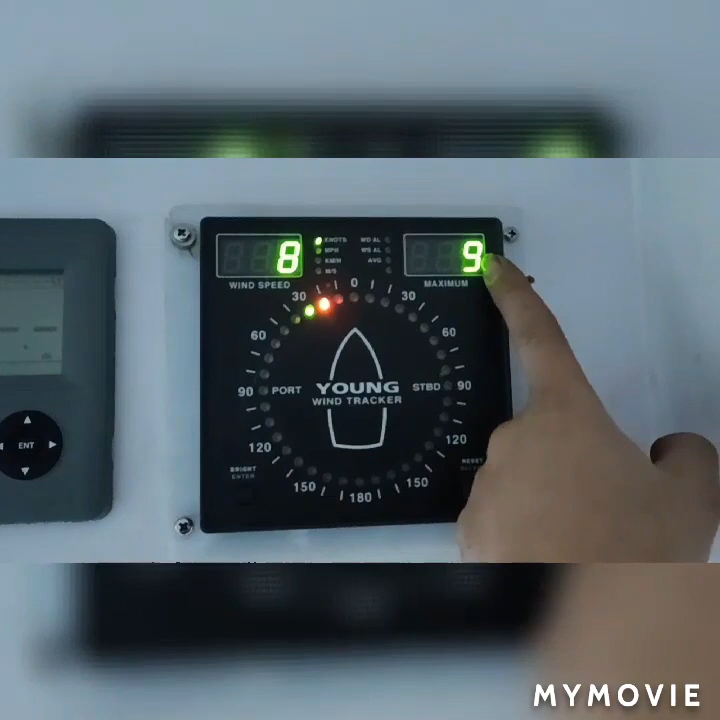 8
9
KNOTS
MPH
KM/H
M/S
WD AL
WS AL
AVG
WIND SPEED
MAXIMUM
30 0 30
60 60
90 PORT YOUNG STBD 90
WIND TRACKER
120 120
150 180 150
BRIGHT
ENTER
RESET
ENT
MYMOVIE